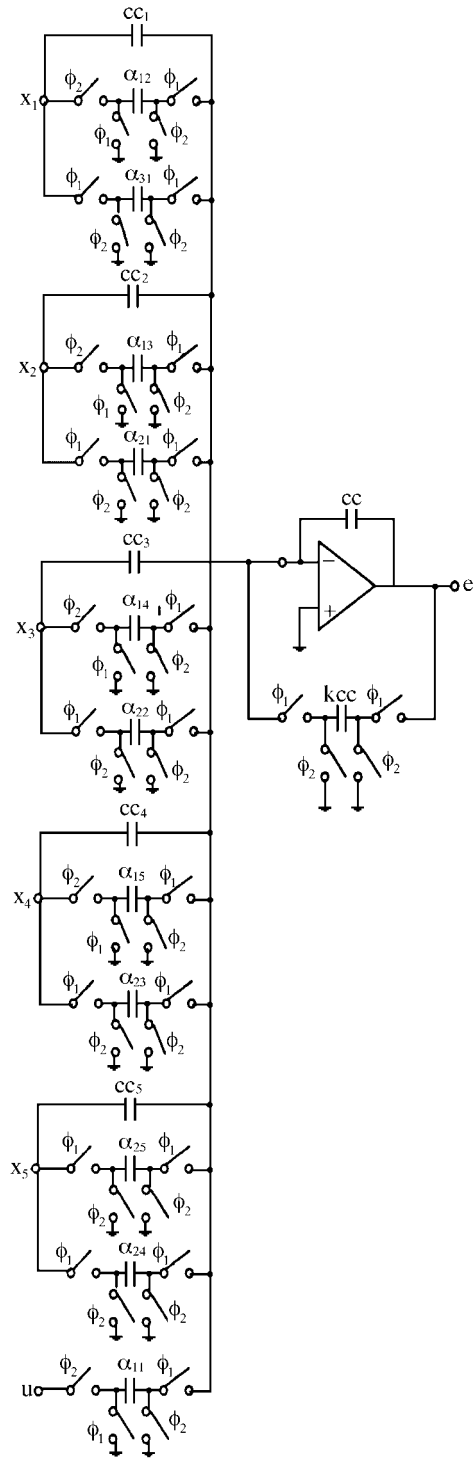 cc₁
ϕ₂ α₁₂ ϕ₁
x₁
ϕ₁ ϕ₂
ϕ₁ α₃₁ ϕ₁
ϕ₂ ϕ₂
cc₂
ϕ₂ α₁₃ ϕ₁
x₂
ϕ₁ ϕ₂
ϕ₁ α₂₁ ϕ₁
ϕ₂ ϕ₂
cc
− e
+
cc₃
ϕ₂ α₁₄ ϕ₁
x₃
ϕ₁ ϕ₂
ϕ₁ kcc ϕ₁
ϕ₂ ϕ₂
ϕ₁ α₂₂ ϕ₁
ϕ₂ ϕ₂
cc₄
ϕ₂ α₁₅ ϕ₁
x₄
ϕ₁ ϕ₂
ϕ₁ α₂₃ ϕ₁
ϕ₂ ϕ₂
cc₅
ϕ₁ α₂₅ ϕ₁
x₅
ϕ₂ ϕ₂
ϕ₁ α₂₄ ϕ₁
ϕ₂ ϕ₂
ϕ₂ α₁₁ ϕ₁
u
ϕ₁ ϕ₂